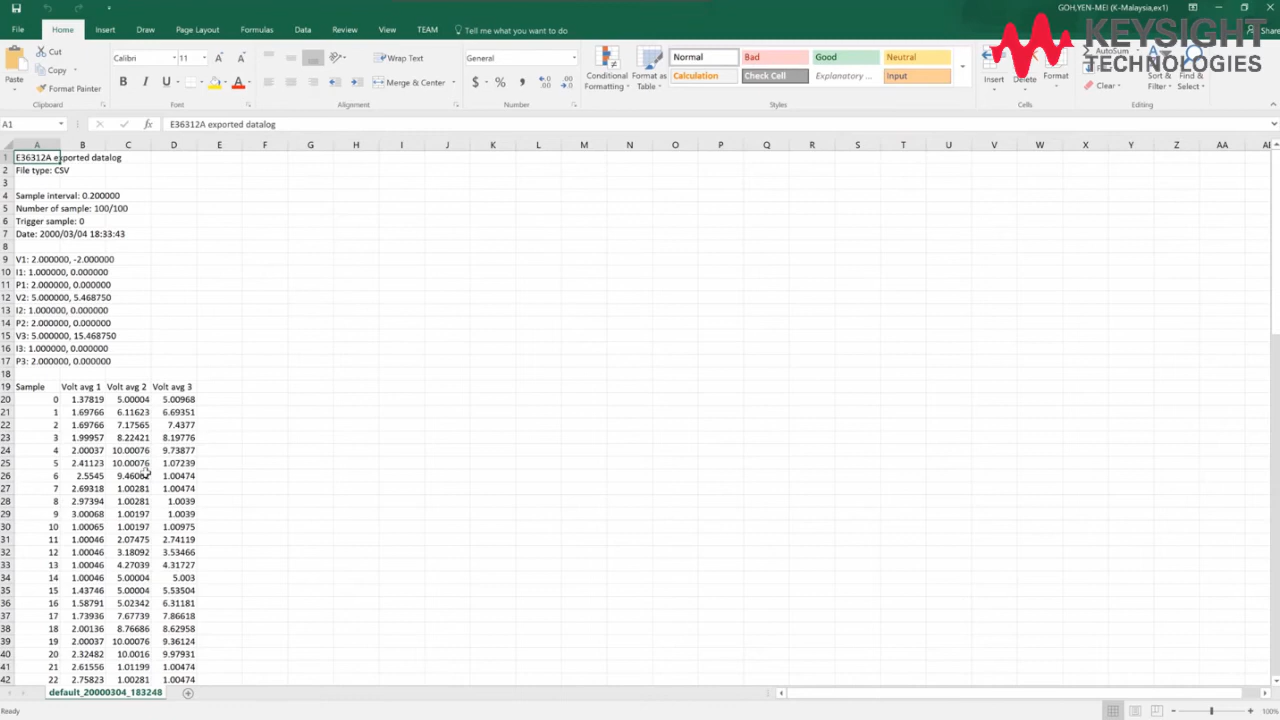 GOH,YEN-MEI (K-Malaysia,ex1)
KEYSIGHT
TECHNOLOGIES
File Home Insert Draw Page Layout Formulas Data Review View TEAM Tell me what you want to do Share
Paste
Cut
Copy
Format Painter
Clipboard
Calibri 11
B I U
Font
Wrap Text
Merge & Center
Alignment
General
$ % ,
Number
Conditional Formatting
Format as Table
Normal Bad Good Neutral
Calculation Check Cell Explanatory ... Input
Styles
Insert Delete Format
Cells
AutoSum
Clear
Sort & Filter
Find & Select
Editing
A1 fx E36312A exported datalog
A B C D E F G H I J K L M N O P Q R S T U V W X Y Z AA
1 E36312A exported datalog
2 File type: CSV
3
4 Sample interval: 0.200000
5 Number of sample: 100/100
6 Trigger sample: 0
7 Date: 2000/03/04 18:33:43
8
9 V1: 2.000000, -2.000000
10 I1: 1.000000, 0.000000
11 P1: 2.000000, 0.000000
12 V2: 5.000000, 5.468750
13 I2: 1.000000, 0.000000
14 P2: 2.000000, 0.000000
15 V3: 5.000000, 15.468750
16 I3: 1.000000, 0.000000
17 P3: 2.000000, 0.000000
18
19 Sample Volt avg 1 Volt avg 2 Volt avg 3
20 0 1.37819 5.00004 5.00968
21 1 1.69766 6.11623 6.69351
22 2 1.69766 7.17565 7.4377
23 3 1.99957 8.22421 8.19776
24 4 2.00037 10.00076 9.73877
25 5 2.41123 10.00076 1.07239
26 6 2.5545 1.00474
27 7 2.69318 1.00281 1.00474
28 8 2.97394 1.00281 1.0039
29 9 3.00068 1.00197 1.0039
30 10 1.00065 1.00197 1.00975
31 11 1.00046 2.07475 2.74119
32 12 1.00046 3.18092 3.53466
33 13 1.00046 4.27039 4.31727
34 14 1.00046 5.00004 5.003
35 15 1.43746 5.00004 5.53504
36 16 1.58791 5.02342 6.31181
37 17 1.73936 7.67739 7.86618
38 18 2.00136 8.76686 8.62958
39 19 2.00037 10.00076 9.36124
40 20 2.32482 10.0016 9.97931
41 21 2.61556 1.01199 1.00474
42 22 2.75823 1.00281 1.00474
default_20000304_183248
Ready 100%